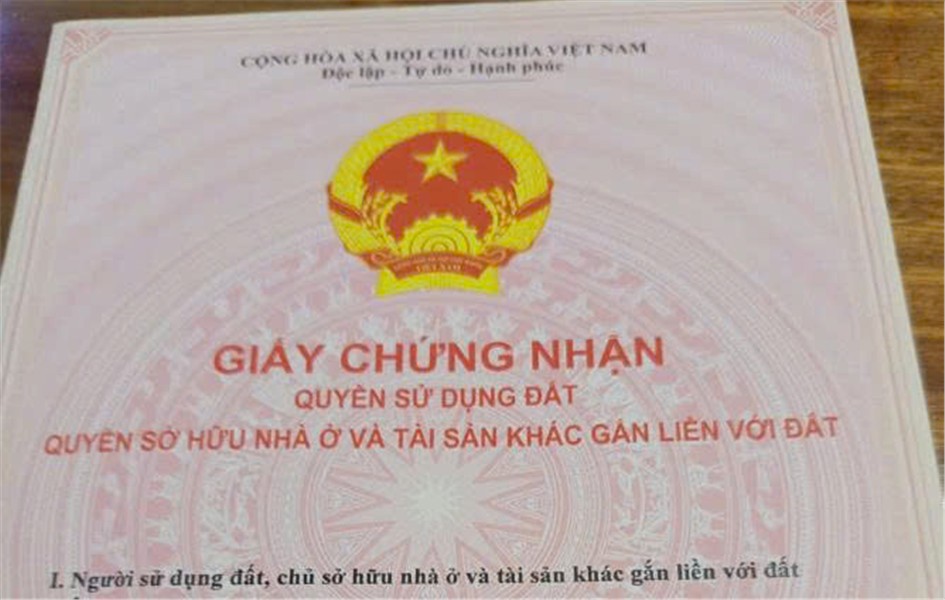 CỘNG HÒA XÃ HỘI CHỦ NGHĨA VIỆT NAM
Độc lập - Tự do - Hạnh phúc
VIỆT NAM
GIẤY CHỨNG NHẬN
QUYỀN SỬ DỤNG ĐẤT
QUYỀN SỞ HỮU NHÀ Ở VÀ TÀI SẢN KHÁC GẮN LIỀN VỚI ĐẤT
I. Người sử dụng đất, chủ sở hữu nhà ở và tài sản khác gắn liền với đất